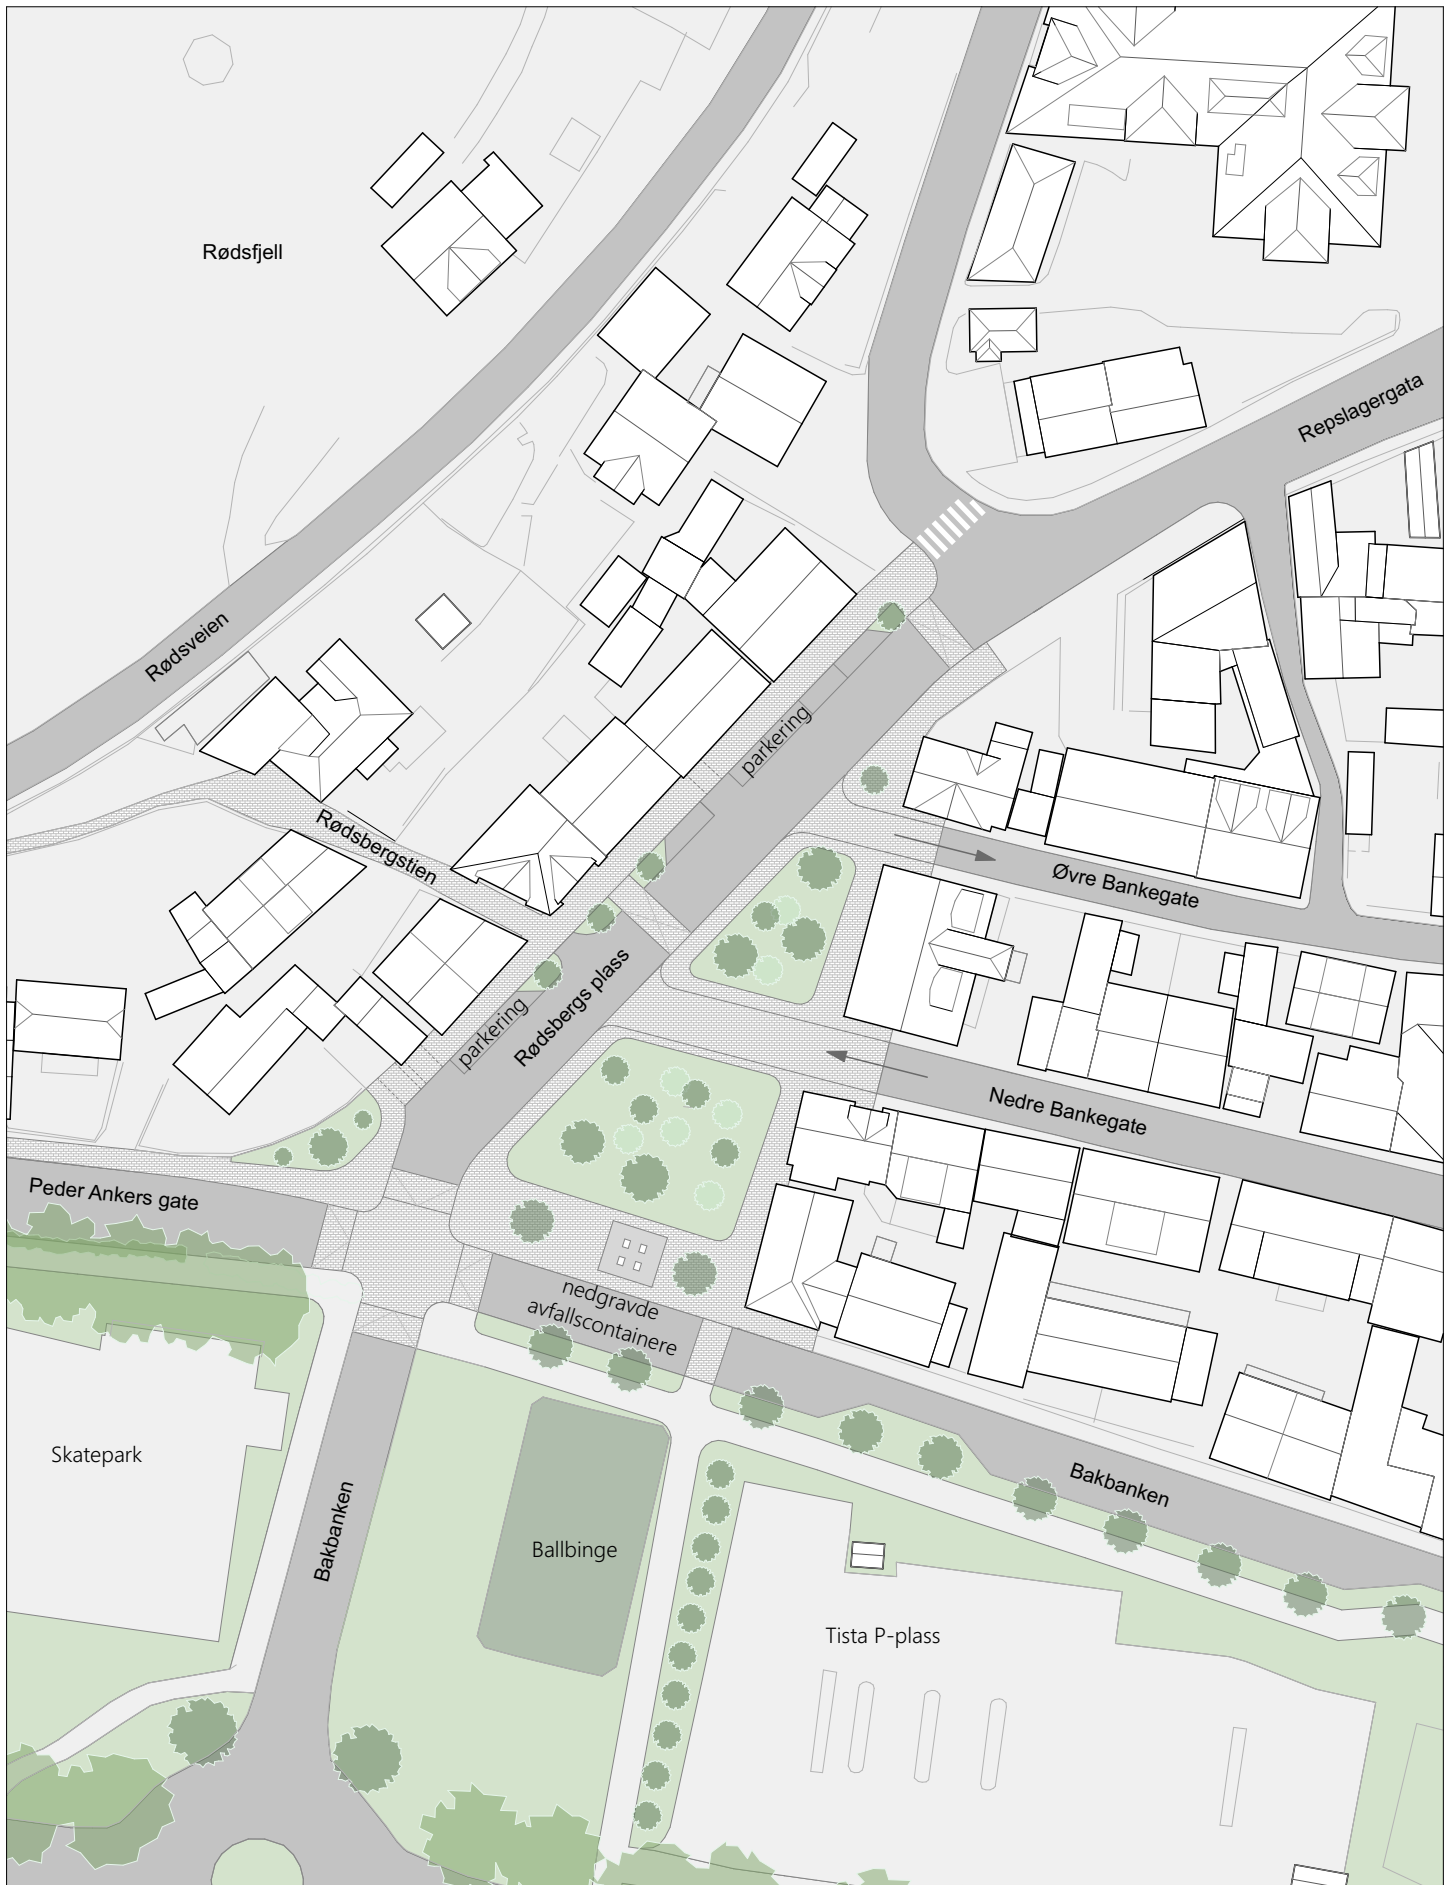 Rødsfjell
Repslagergata
Rødsveien
parkering
Rødsbergstien
Øvre Bankegate
Rødsbergs plass
parkering
Nedre Bankegate
Peder Ankers gate
nedgravde
avfallscontainere
Skatepark
Bakbanken
Bakbanken
Ballbinge
Tista P-plass